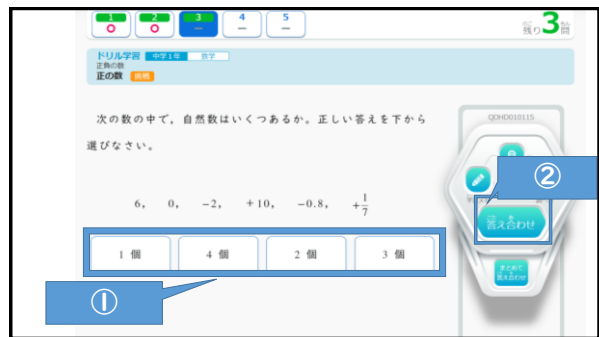 1 2 3 4 5
残り3問
ドリル学習 中学1年 数学
正負の数
正の数 挑戦
次の数の中で，自然数はいくつあるか。正しい答えを下から
選びなさい。
6， 0， −2， ＋10， −0.8， ＋1/7
1 個 4 個 2 個 3 個
①
QDHD010115
②
答え合わせ
まとめて
答え合わせ